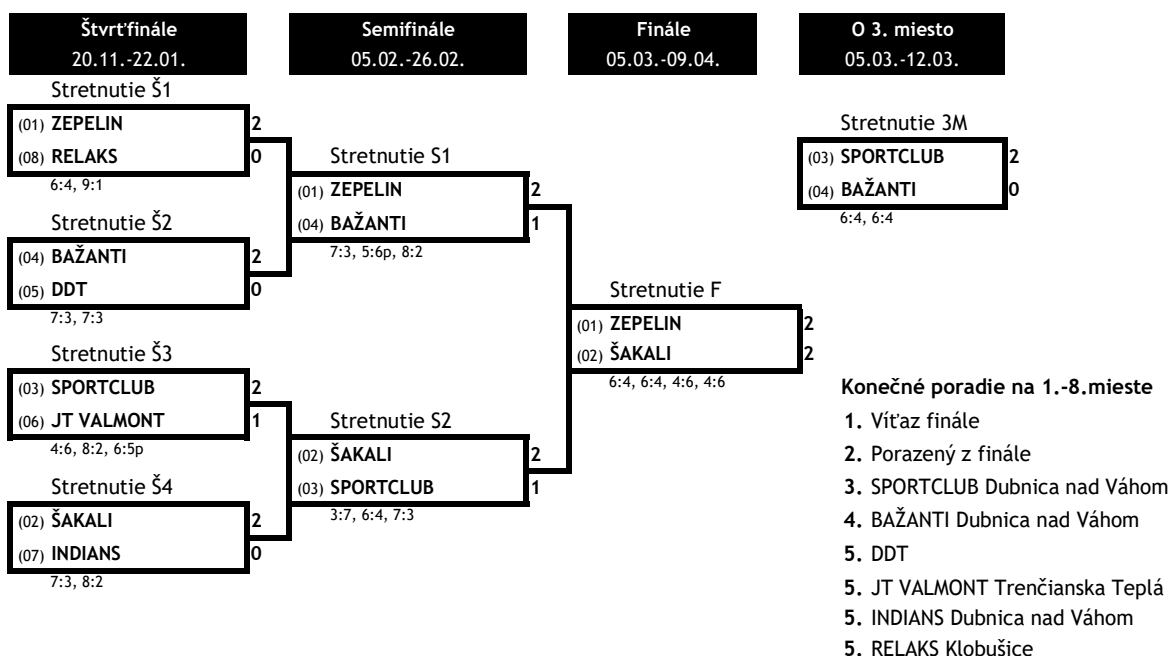 Štvrťfinále
20.11.-22.01.
Semifinále
05.02.-26.02.
Finále
05.03.-09.04.
O 3. miesto
05.03.-12.03.
Stretnutie Š1
(01) ZEPELIN 2
(08) RELAKS 0
6:4, 9:1
Stretnutie Š2
(04) BAŽANTI 2
(05) DDT 0
7:3, 7:3
Stretnutie Š3
(03) SPORTCLUB 2
(06) JT VALMONT 1
4:6, 8:2, 6:5p
Stretnutie Š4
(02) ŠAKALI 2
(07) INDIANS 0
7:3, 8:2
Stretnutie S1
(01) ZEPELIN 2
(04) BAŽANTI 1
7:3, 5:6p, 8:2
Stretnutie S2
(02) ŠAKALI 2
(03) SPORTCLUB 1
3:7, 6:4, 7:3
Stretnutie F
(01) ZEPELIN 2
(02) ŠAKALI 2
6:4, 6:4, 4:6, 4:6
Stretnutie 3M
(03) SPORTCLUB 2
(04) BAŽANTI 0
6:4, 6:4
Konečné poradie na 1.-8.mieste
1. Víťaz finále
2. Porazený z finále
3. SPORTCLUB Dubnica nad Váhom
4. BAŽANTI Dubnica nad Váhom
5. DDT
5. JT VALMONT Trenčianska Teplá
5. INDIANS Dubnica nad Váhom
5. RELAKS Klobušice